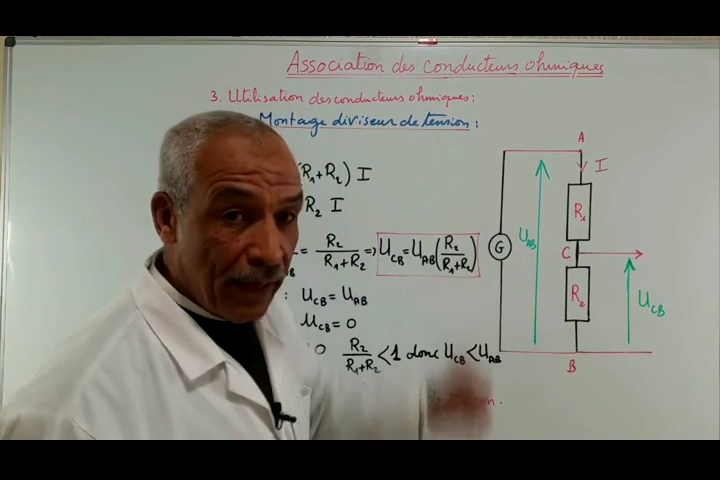 Association des conducteurs ohmiques
3. Utilisation des conducteurs ohmiques :
Montage diviseur de tension :
(R₁+R₂) I
R₂ I
= R₂/(R₁+R₂) ⇒ U_CB = U_AB (R₂/(R₁+R₂))
: U_CB = U_AB
U_CB = 0
0 R₂/(R₁+R₂) < 1 donc U_CB < U_AB
A
I
R₁
G
U_AB
C
R₂
U_CB
B